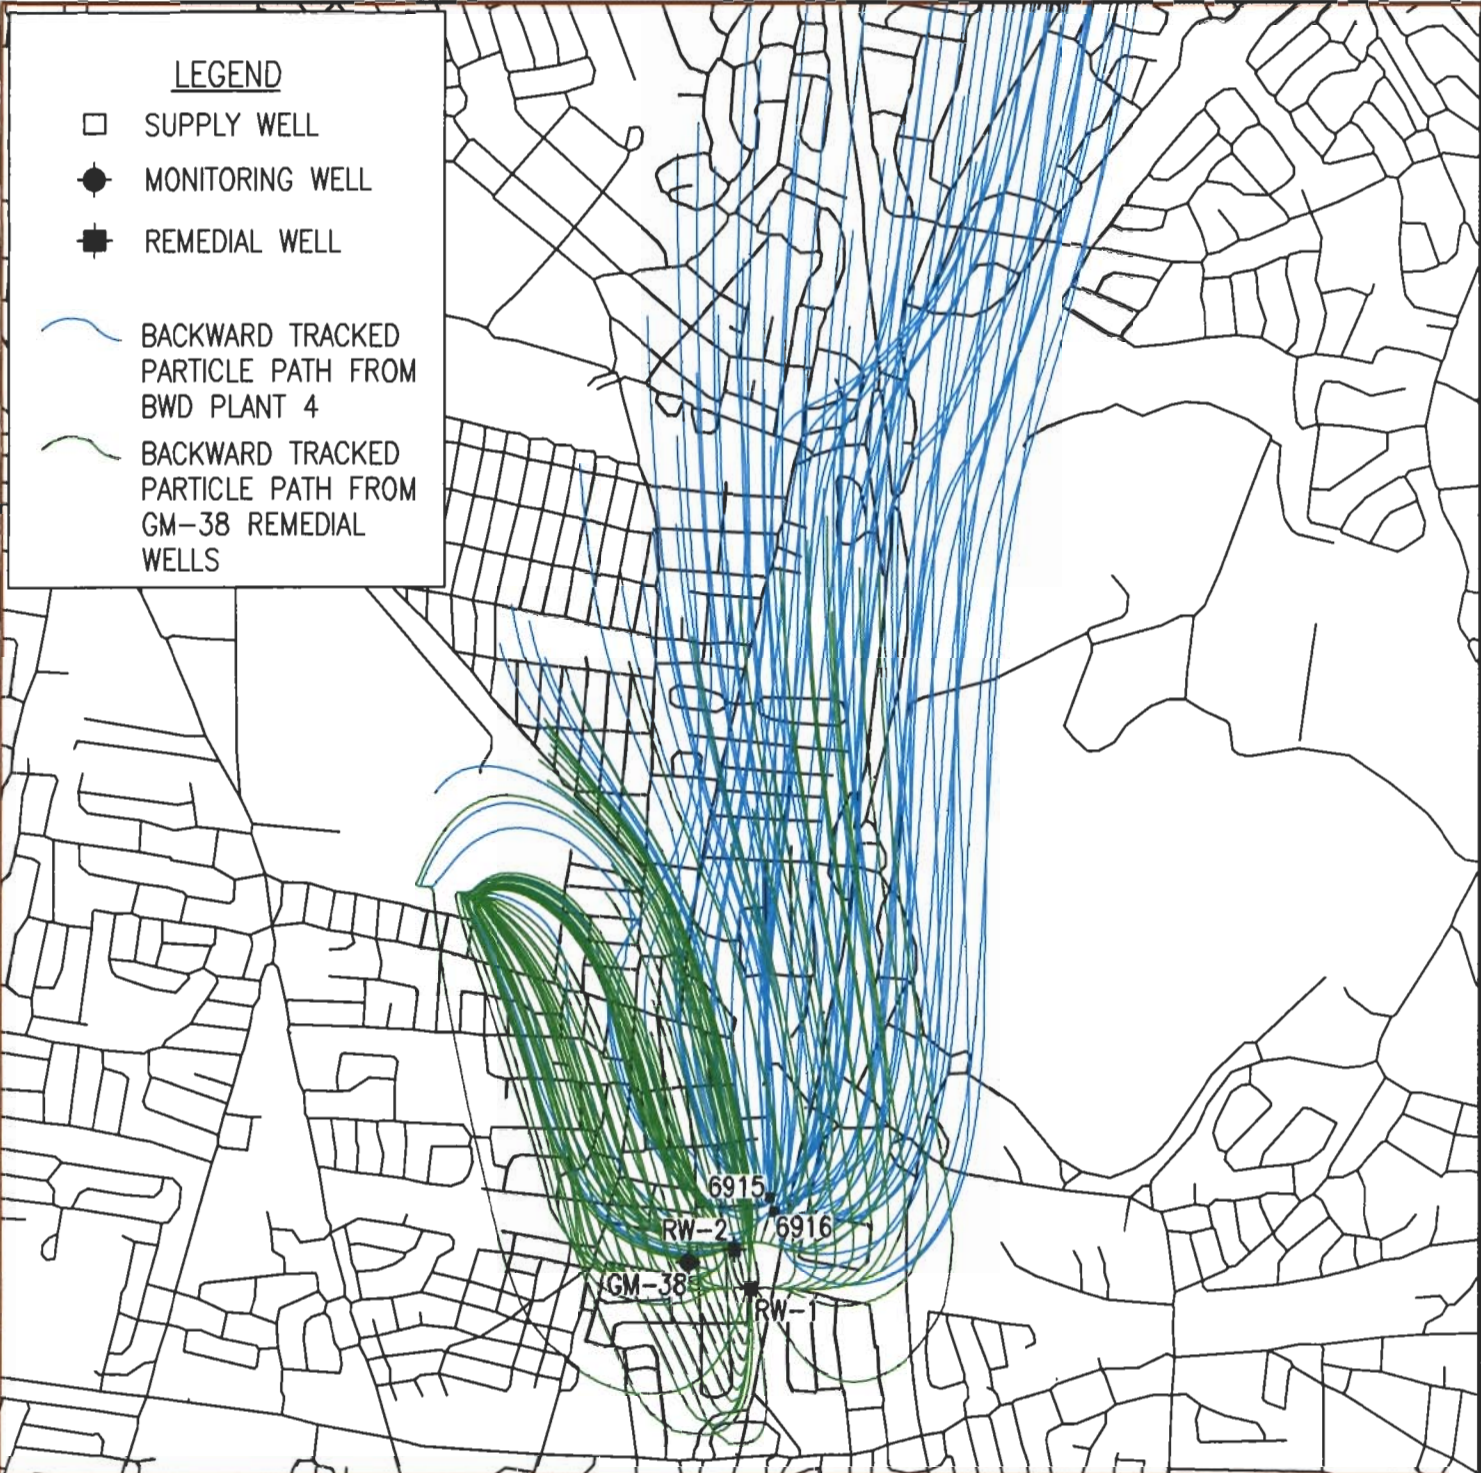 LEGEND
SUPPLY WELL
MONITORING WELL
REMEDIAL WELL
BACKWARD TRACKED
PARTICLE PATH FROM
BWD PLANT 4
BACKWARD TRACKED
PARTICLE PATH FROM
GM-38 REMEDIAL
WELLS
6915
RW-2
6916
GM-38
RW-1